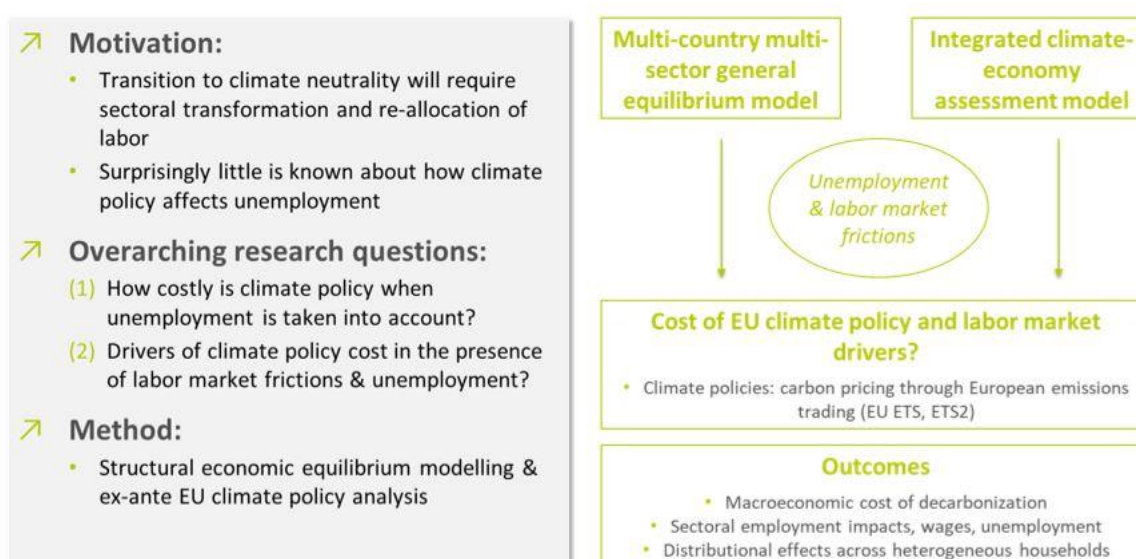 ↗ Motivation:
• Transition to climate neutrality will require
sectoral transformation and re-allocation of
labor
• Surprisingly little is known about how climate
policy affects unemployment
↗ Overarching research questions:
(1) How costly is climate policy when
unemployment is taken into account?
(2) Drivers of climate policy cost in the presence
of labor market frictions & unemployment?
↗ Method:
• Structural economic equilibrium modelling &
ex-ante EU climate policy analysis
Multi-country multi-
sector general
equilibrium model
Integrated climate-
economy
assessment model
Unemployment
& labor market
frictions
Cost of EU climate policy and labor market
drivers?
• Climate policies: carbon pricing through European emissions
trading (EU ETS, ETS2)
Outcomes
• Macroeconomic cost of decarbonization
• Sectoral employment impacts, wages, unemployment
• Distributional effects across heterogeneous households